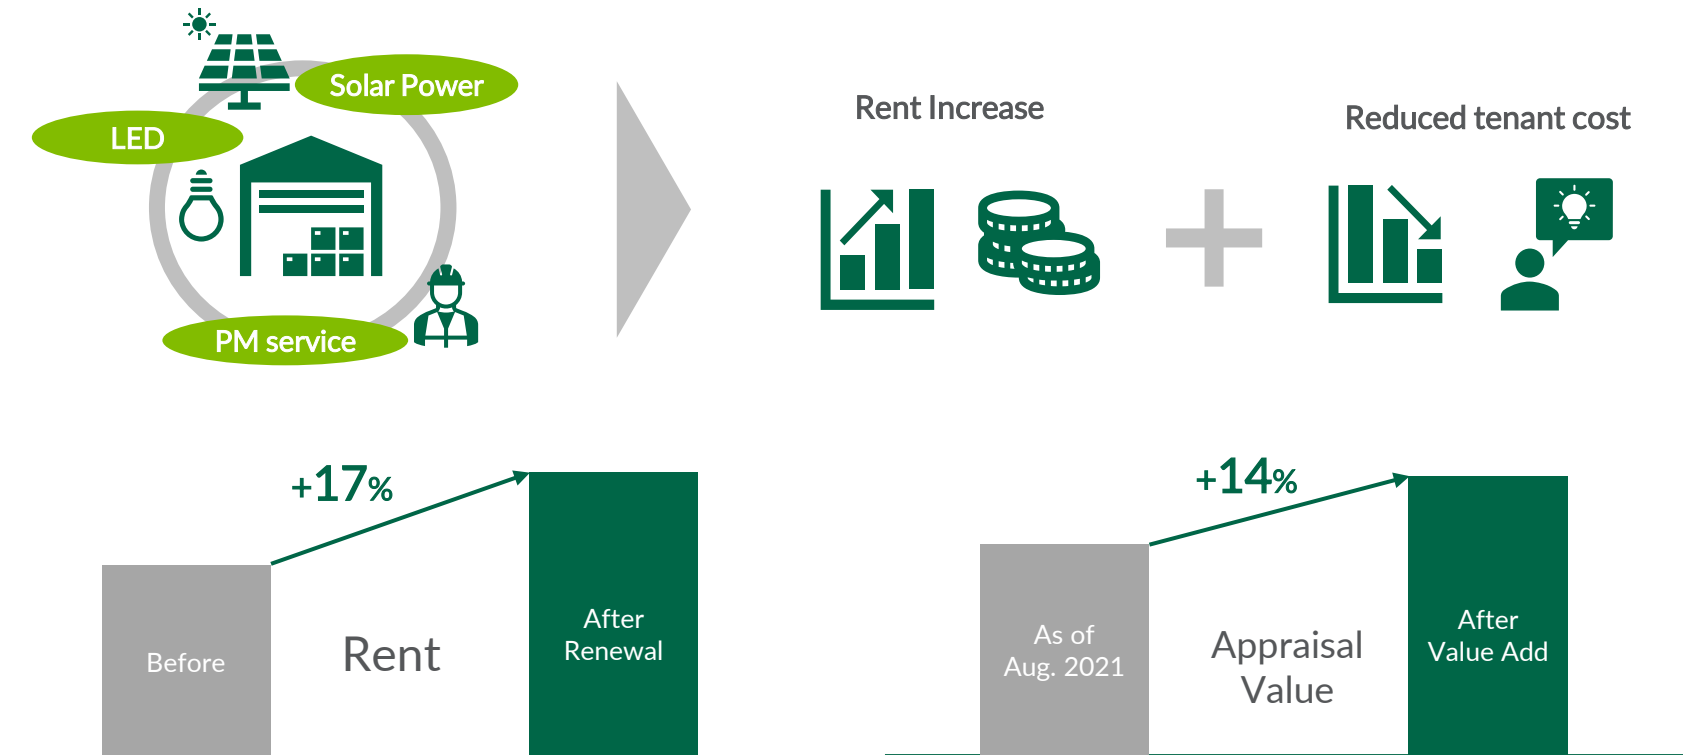 Solar Power
LED
PM service
Rent Increase
Reduced tenant cost
+17%
Before
Rent
After
Renewal
+14%
As of
Aug. 2021
Appraisal
Value
After
Value Add